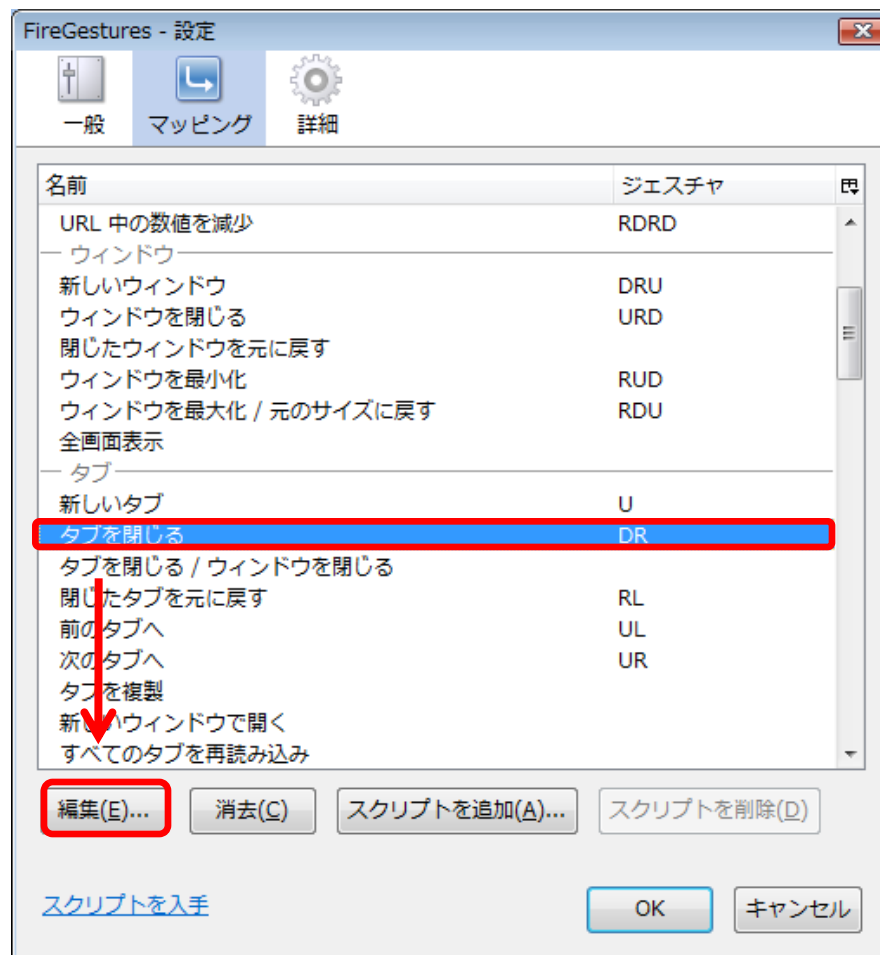 FireGestures - 設定
一般 マッピング 詳細
名前 ジェスチャ
URL 中の数値を減少 RDRD
ウィンドウ
新しいウィンドウ DRU
ウィンドウを閉じる URD
閉じたウィンドウを元に戻す
ウィンドウを最小化 RUD
ウィンドウを最大化 / 元のサイズに戻す RDU
全画面表示
タブ
新しいタブ U
タブを閉じる DR
タブを閉じる / ウィンドウを閉じる
閉じたタブを元に戻す RL
前のタブへ UL
次のタブへ UR
タブを複製
新しいウィンドウで開く
すべてのタブを再読み込み
編集(E)... 消去(C) スクリプトを追加(A)... スクリプトを削除(D)
スクリプトを入手 OK キャンセル